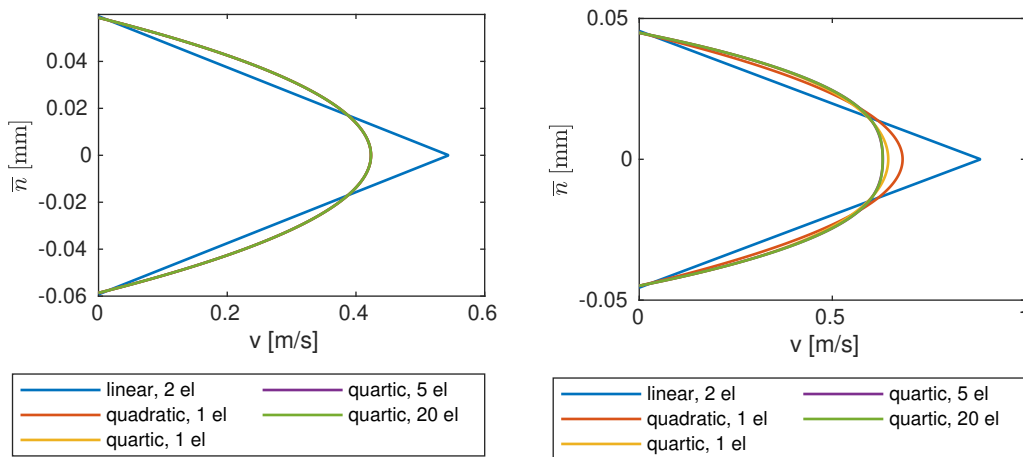 0.04
0.02
0
-0.02
-0.04
-0.06
n̅ [mm]
0 0.2 0.4 0.6
v [m/s]
linear, 2 el quartic, 5 el
quadratic, 1 el quartic, 20 el
quartic, 1 el
0.05
0
-0.05
n̅ [mm]
0 0.5 1
v [m/s]
linear, 2 el quartic, 5 el
quadratic, 1 el quartic, 20 el
quartic, 1 el